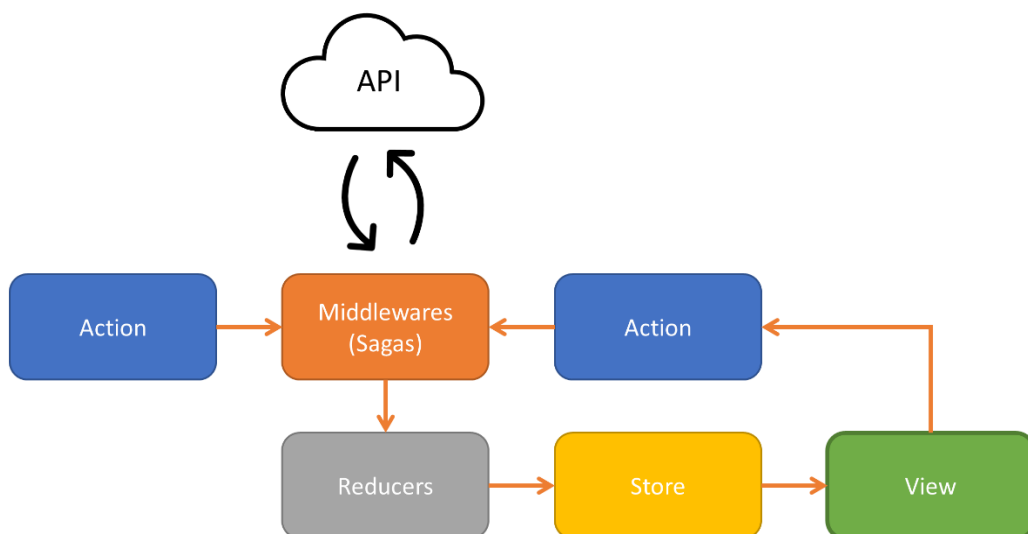 API
Action
Middlewares
(Sagas)
Action
Reducers
Store
View